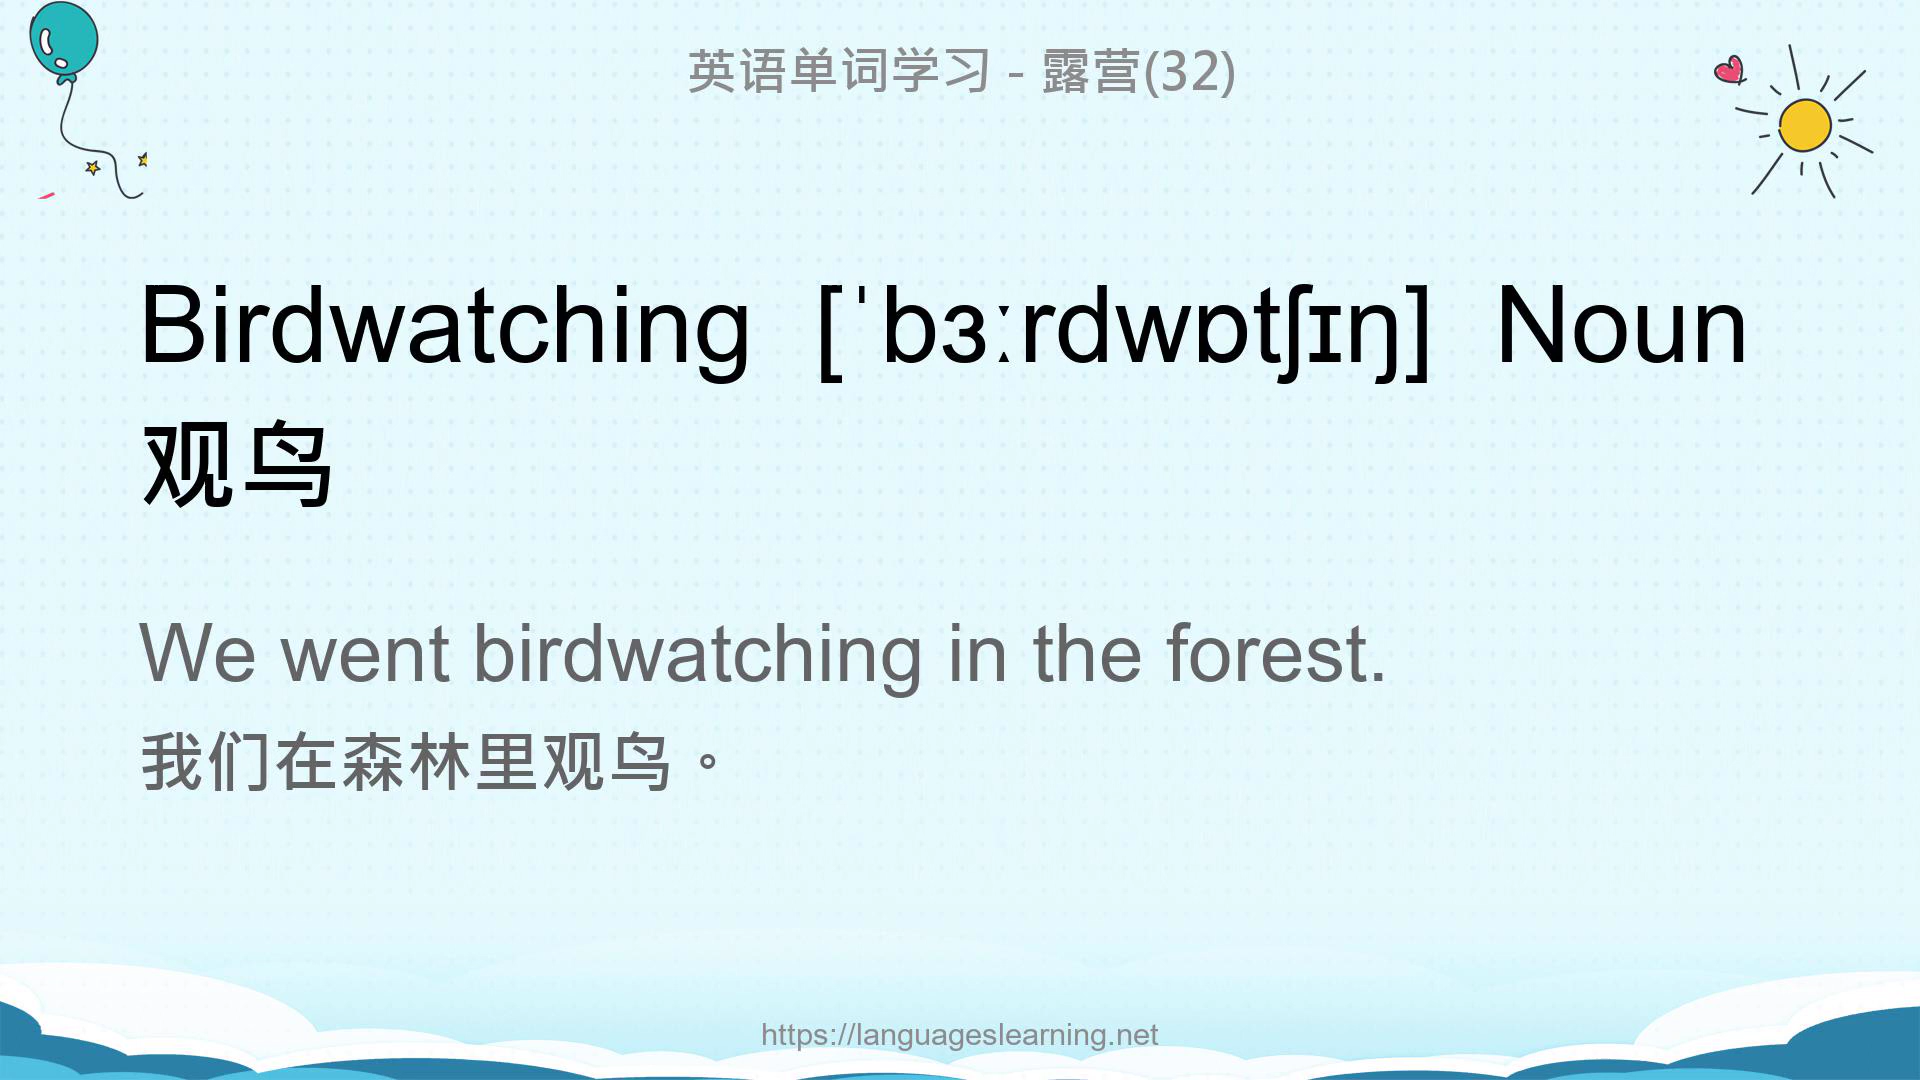 英语单词学习 - 露营(32)
Birdwatching [ˈbɜːrdwɒtʃɪŋ] Noun
观鸟
We went birdwatching in the forest.
我们在森林里观鸟。
https://languageslearning.net